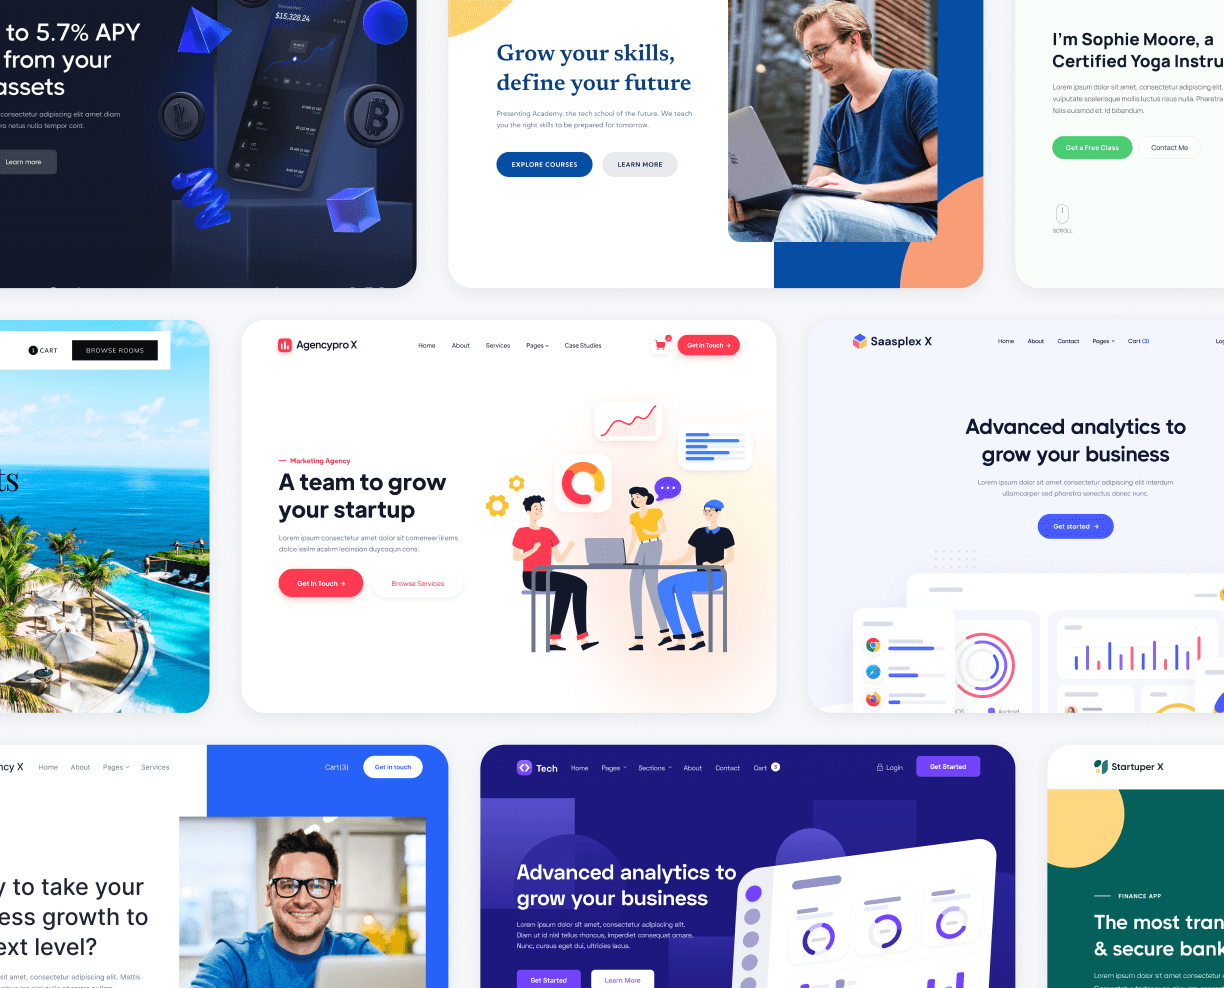 to 5.7% APY
from your
assets
consectetur adipiscing elit amet diam
ro netus nulla tempor cont.
Learn more
$15,328.24
Grow your skills,
define your future
Presenting Academy, the tech school of the future. We teach
you the right skills to be prepared for tomorrow.
EXPLORE COURSES
LEARN MORE
I'm Sophie Moore, a
Certified Yoga Instru
Lorem ipsum dolor sit amet, consectetur adipiscing elit.
vulputate scelerisque mollis luctus risus nulla. Pharetra
felis euismod et. Id bibendum.
Get a Free Class
Contact Me
SCROLL
1 CART
BROWSE ROOMS
ts
Agencypro X
Home
About
Services
Pages
Case Studies
Get in Touch →
Marketing Agency
A team to grow
your startup
Lorem ipsum consectetur amet dolor sit comeneer ilrems
dolce issilm acalrm leoinsion duycoqun cons.
Get in Touch →
Browse Services
Saasplex X
Home
About
Contact
Pages
Cart (3)
Log
Advanced analytics to
grow your business
Lorem ipsum dolor sit amet consectetur adipiscing elit interdum
ullamcorper sed pharetra senectus donec nunc.
Get started →
iOS
Android
ncy X
Home
About
Pages
Services
Cart(3)
Get in touch
y to take your
ess growth to
ext level?
sit amet, consectetur adipiscing elit. Mattis
Tech
Home
Pages
Sections
About
Contact
Cart 3
Login
Get Started
Advanced analytics to
grow your business
Lorem ipsum dolor sit amet, consectetur adipiscing elit.
Diam ut id nisl tellus rhoncus, imperdiet consequat ornare.
Nunc, cursus eget dui, ultricies lacus.
Get Started
Learn More
Startuper X
FINANCE APP
The most tran
& secure bank
Lorem ipsum dolor sit amet, consectetur